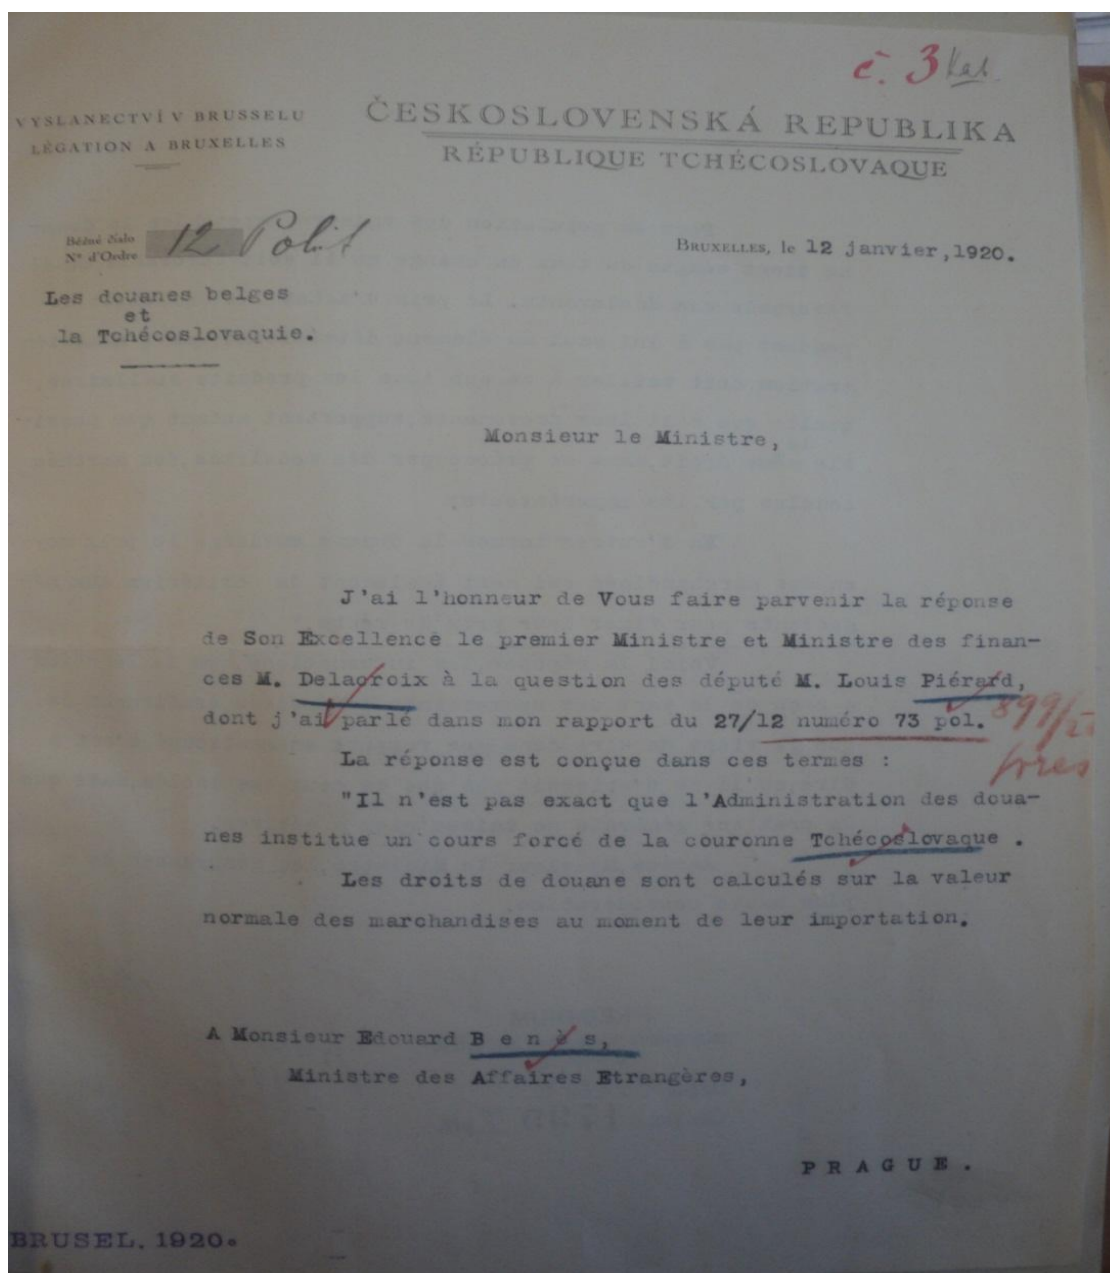 č. 3 kab
VYSLANECTVÍ V BRUSSELU
LÉGATION A BRUXELLES
ČESKOSLOVENSKÁ REPUBLIKA
RÉPUBLIQUE TCHÉCOSLOVAQUE
Běžné číslo
N° d'Ordre
12 Polit
BRUXELLES, le 12 janvier,1920.
Les douanes belges
et
la Tchécoslovaquie.
Monsieur le Ministre,
J'ai l'honneur de Vous faire parvenir la réponse
de Son Excellence le premier Ministre et Ministre des finan-
ces M. Delacroix à la question des député M. Louis Piérard,
dont j'ai parlé dans mon rapport du 27/12 numéro 73 pol.
899/
La réponse est conçue dans ces termes :
"Il n'est pas exact que l'Administration des doua-
nes institue un cours forcé de la couronne Tchécoslovaque .
Les droits de douane sont calculés sur la valeur
normale des marchandises au moment de leur importation.
A Monsieur Edouard B e n è s,
Ministre des Affaires Etrangères,
P R A G U E .
BRUSEL. 1920.